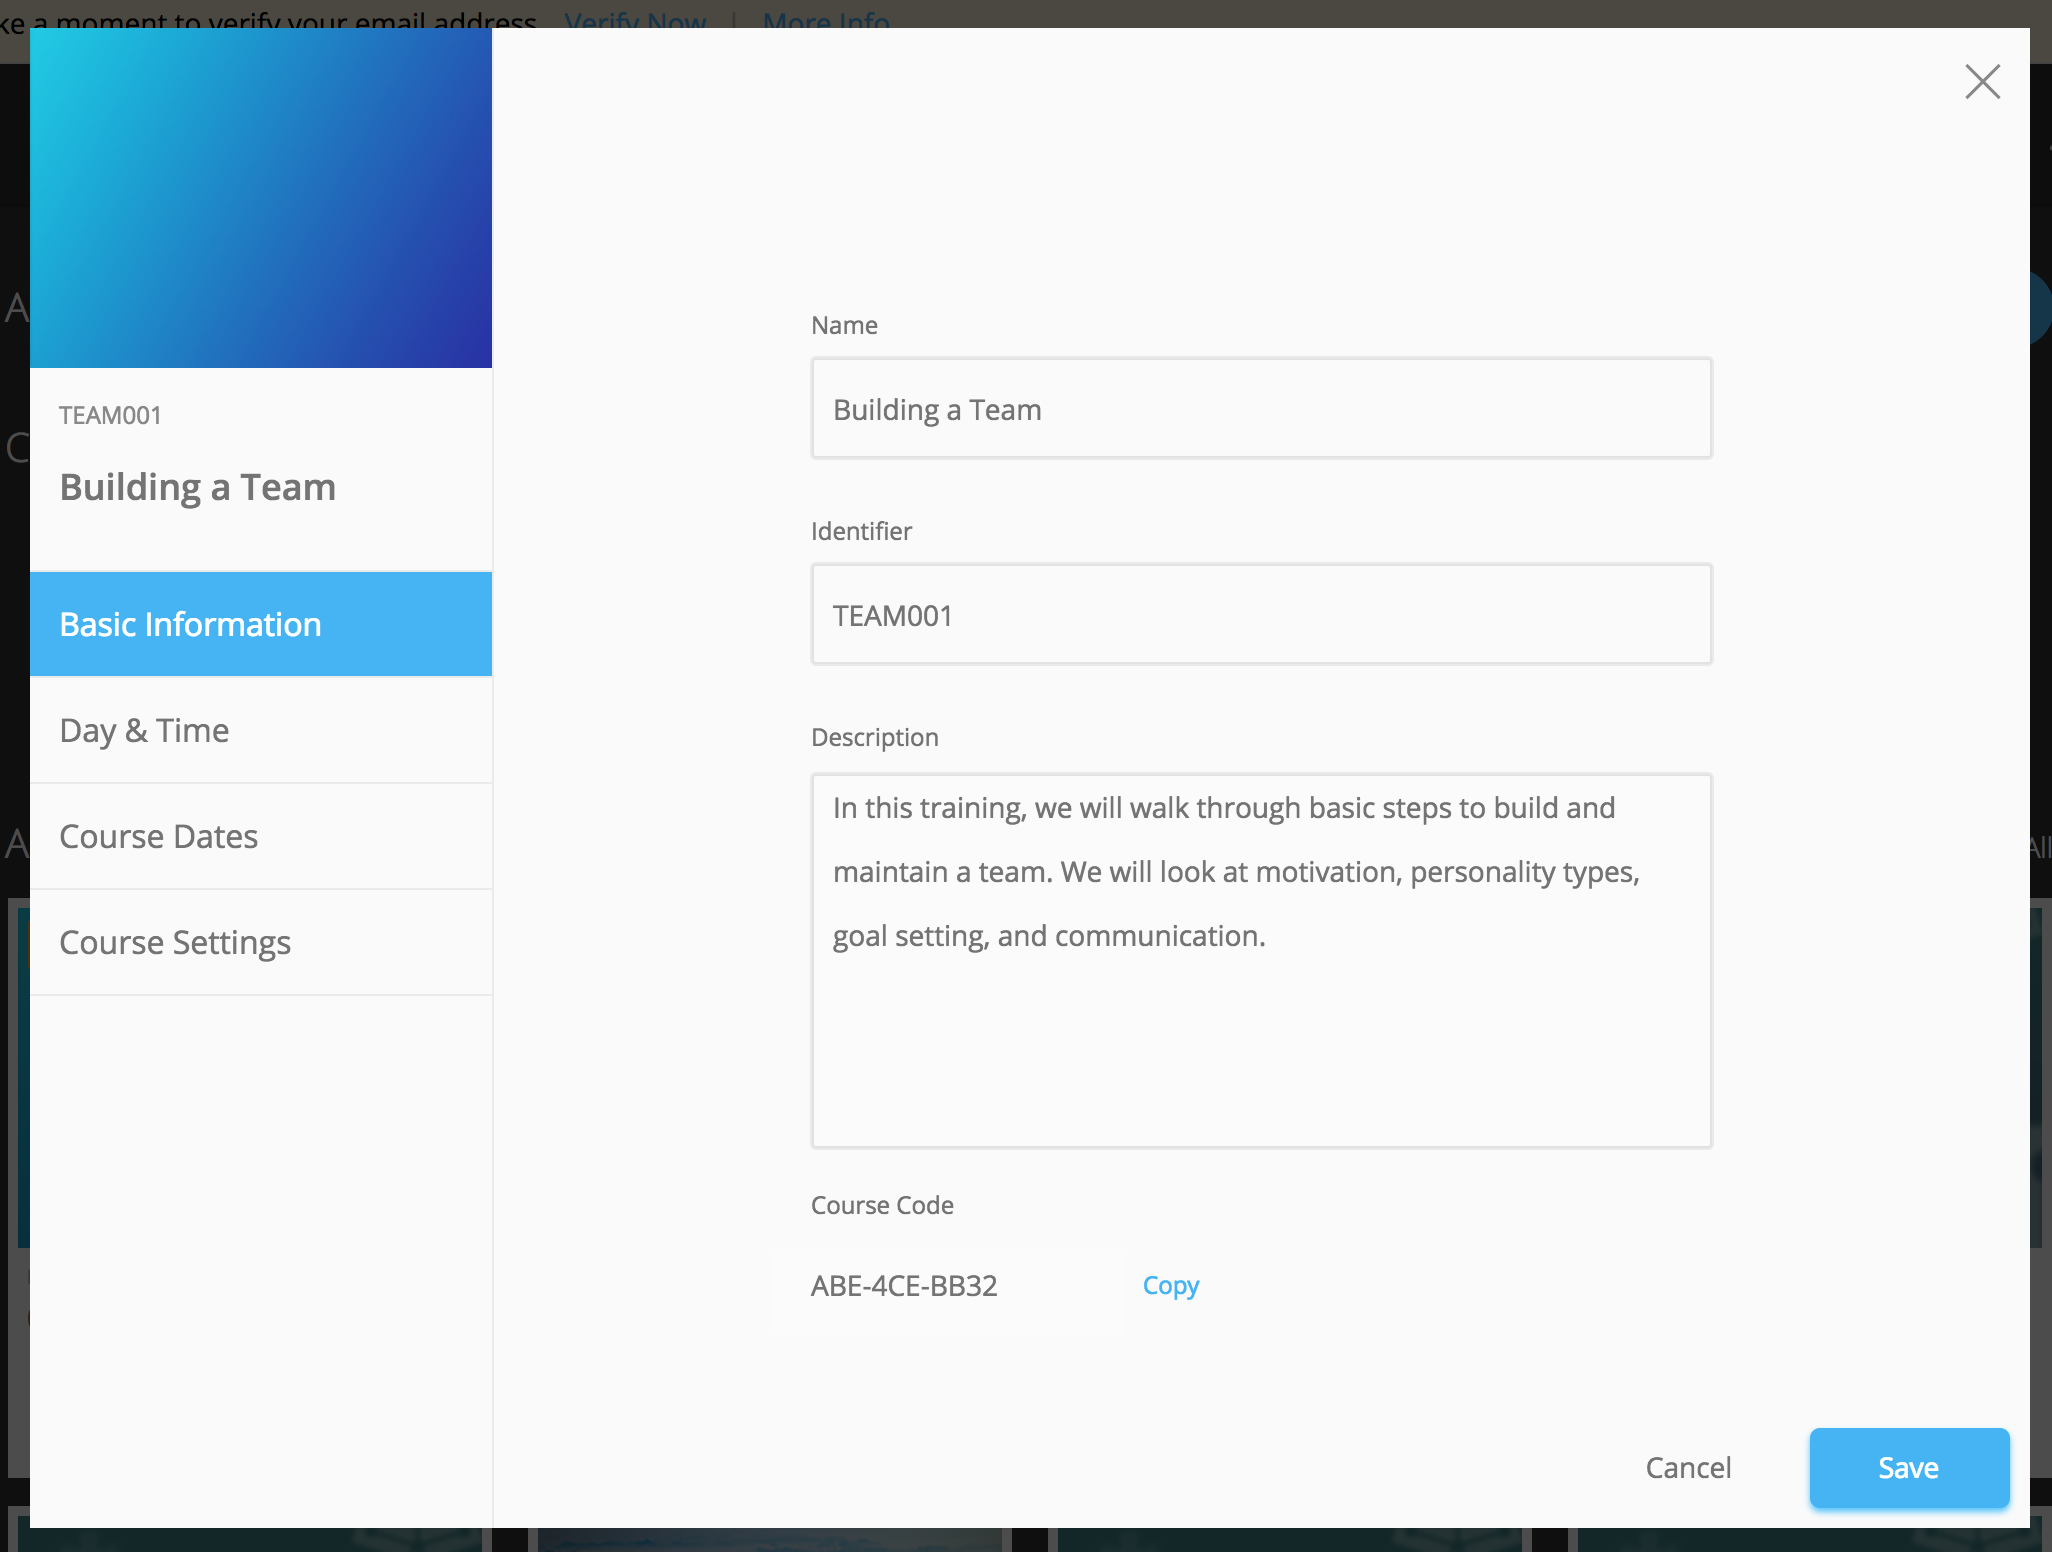 a moment to verify your email address Verify Now | More Info
TEAM001
Building a Team
Basic Information
Day & Time
Course Dates
Course Settings
Name
Building a Team
Identifier
TEAM001
Description
In this training, we will walk through basic steps to build and
maintain a team. We will look at motivation, personality types,
goal setting, and communication.
Course Code
ABE-4CE-BB32 Copy
Cancel Save
All